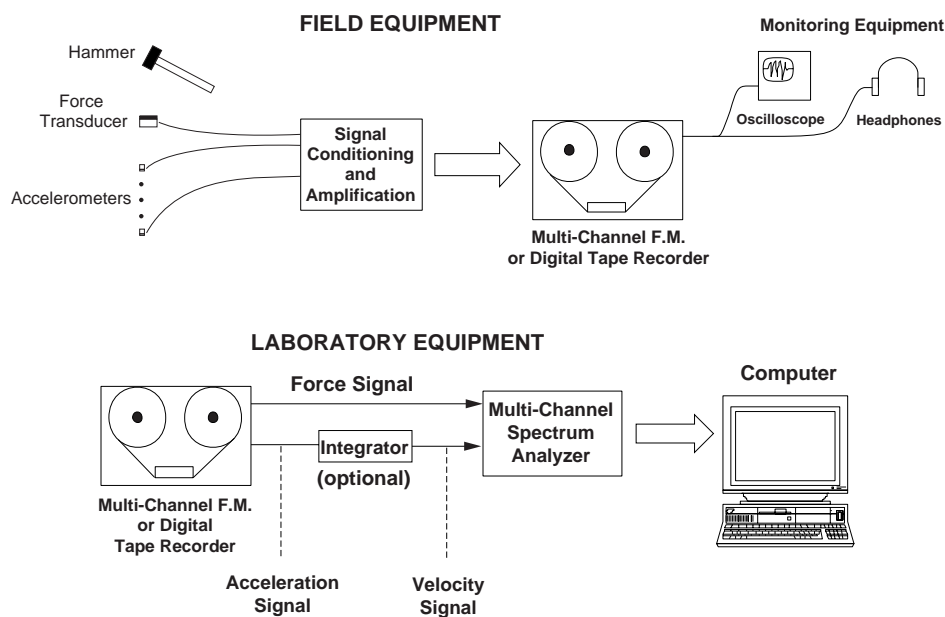 FIELD EQUIPMENT
Monitoring Equipment
Hammer
Force
Transducer
Accelerometers
Signal
Conditioning
and
Amplification
Oscilloscope
Headphones
Multi-Channel F.M.
or Digital Tape Recorder
LABORATORY EQUIPMENT
Force Signal
Computer
Multi-Channel
Spectrum
Analyzer
Integrator
(optional)
Multi-Channel F.M.
or Digital
Tape Recorder
Acceleration
Signal
Velocity
Signal